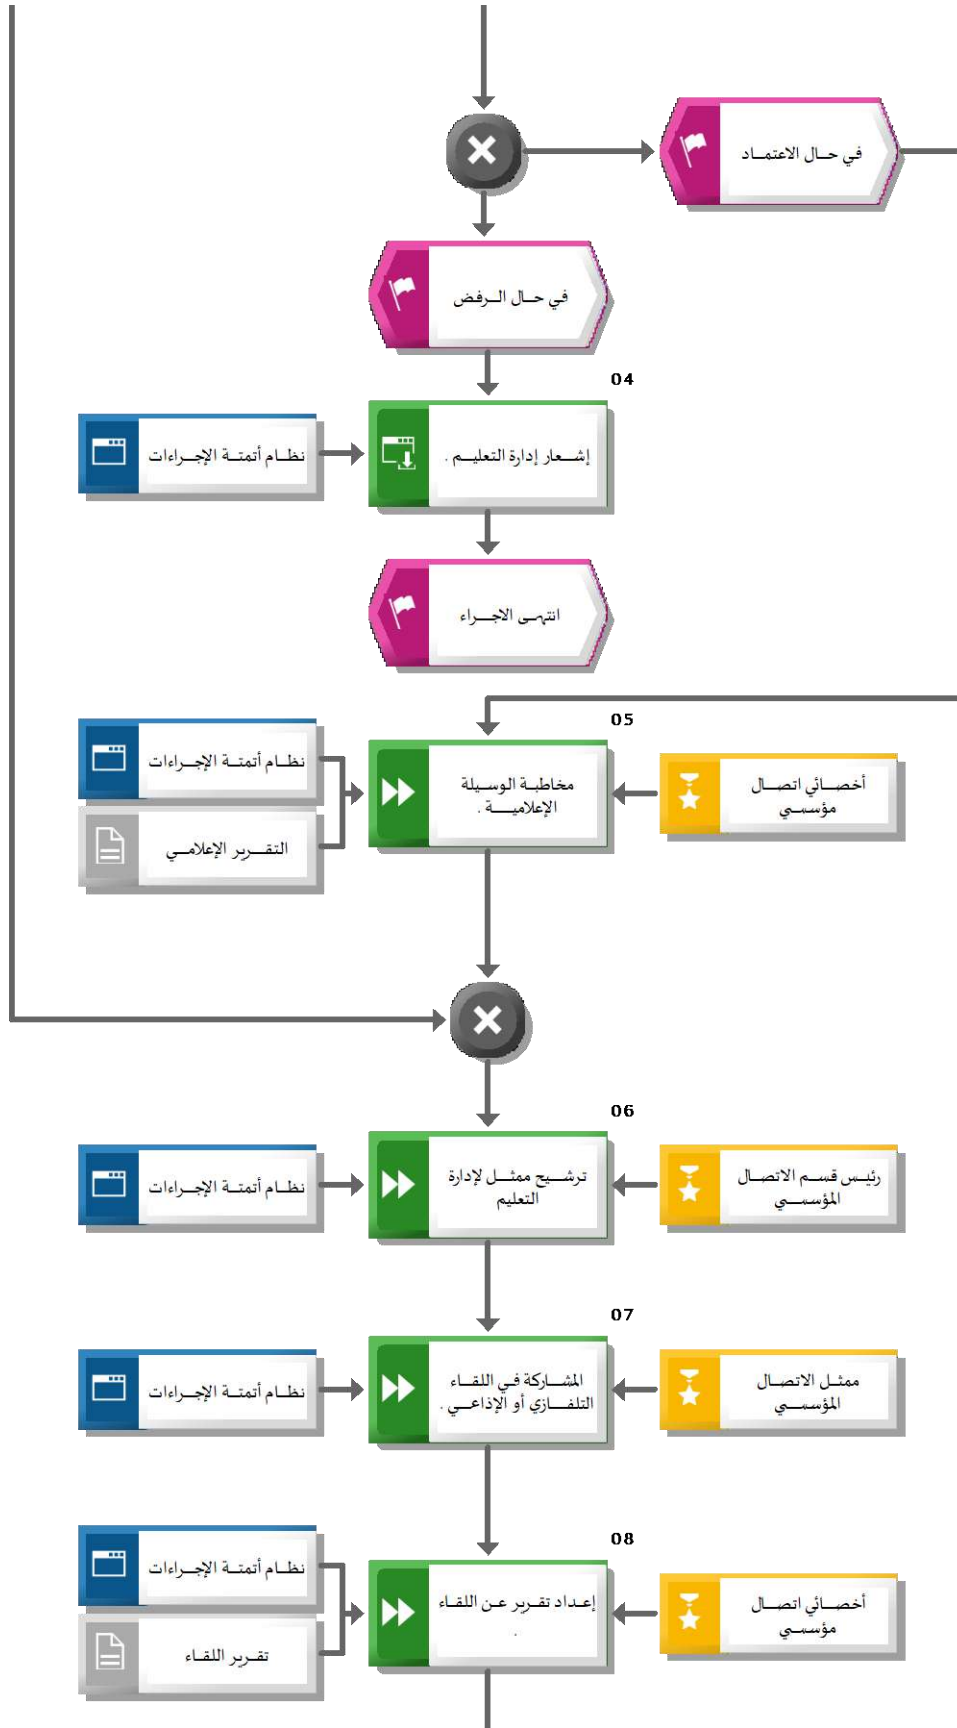 في حال الاعتماد
في حال الرفض
04
إشعار إدارة التعليم .
نظام أتمتة الإجراءات
انتهى الاجراء
05
أخصائي اتصال
مؤسسي
مخاطبة الوسيلة
الإعلامية .
نظام أتمتة الإجراءات
التقرير الإعلامي
06
رئيس قسم الاتصال
المؤسسي
ترشيح ممثل لإدارة
التعليم
نظام أتمتة الإجراءات
07
ممثل الاتصال
المؤسسي
المشاركة في اللقاء
التلفازي أو الإذاعي .
نظام أتمتة الإجراءات
08
أخصائي اتصال
مؤسسي
إعداد تقرير عن اللقاء
.
نظام أتمتة الإجراءات
تقرير اللقاء